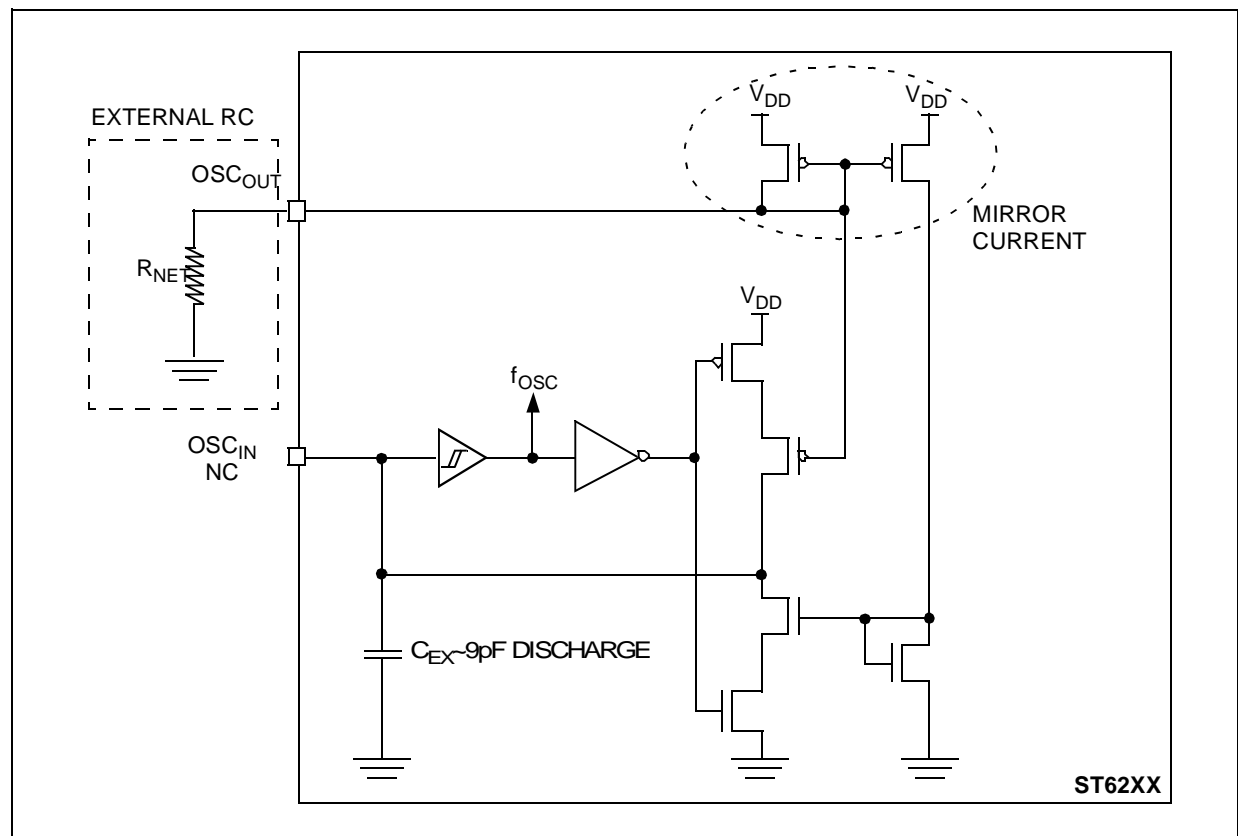 EXTERNAL RC
OSCOUT
RNET
VDD
VDD
MIRROR
CURRENT
VDD
fOSC
OSCIN
NC
CEX~9pF DISCHARGE
ST62XX